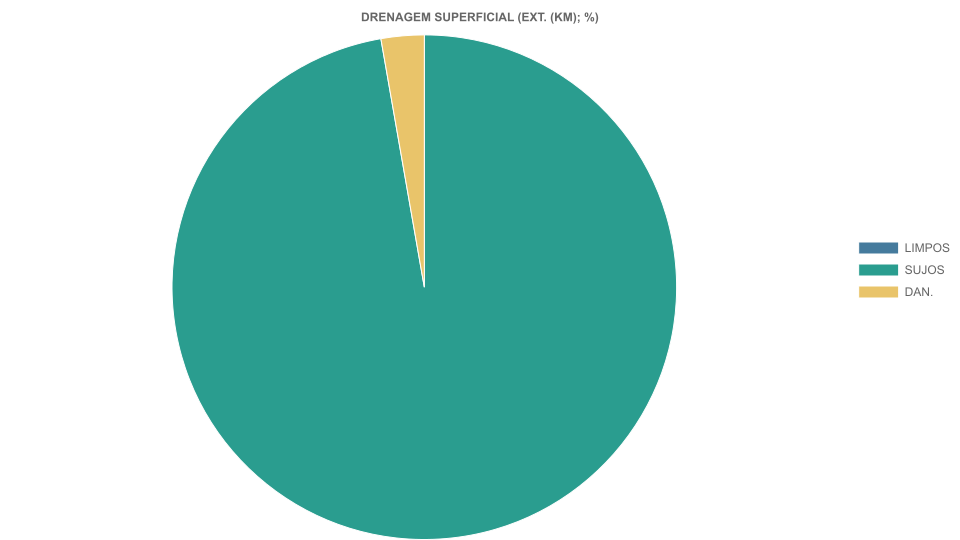 DRENAGEM SUPERFICIAL (EXT. (KM); %)
LIMPOS
SUJOS
DAN.